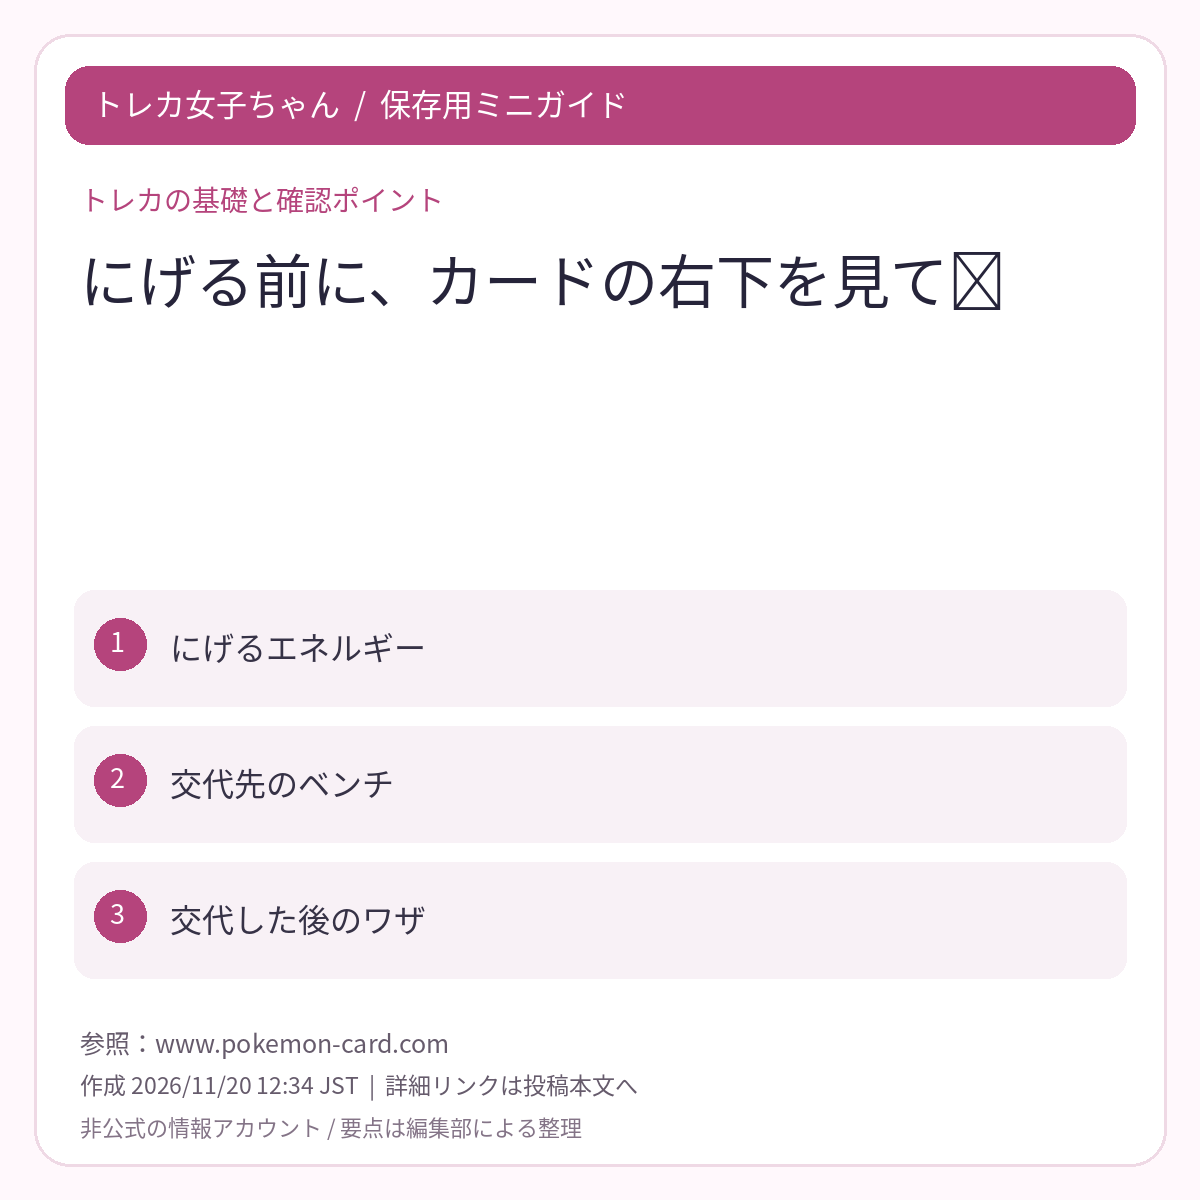 トレカ女子ちゃん / 保存用ミニガイド
トレカの基礎と確認ポイント
にげる前に、カードの右下を見て
1 にげるエネルギー
2 交代先のベンチ
3 交代した後のワザ
参照：www.pokemon-card.com
作成 2026/11/20 12:34 JST | 詳細リンクは投稿本文へ
非公式の情報アカウント / 要点は編集部による整理